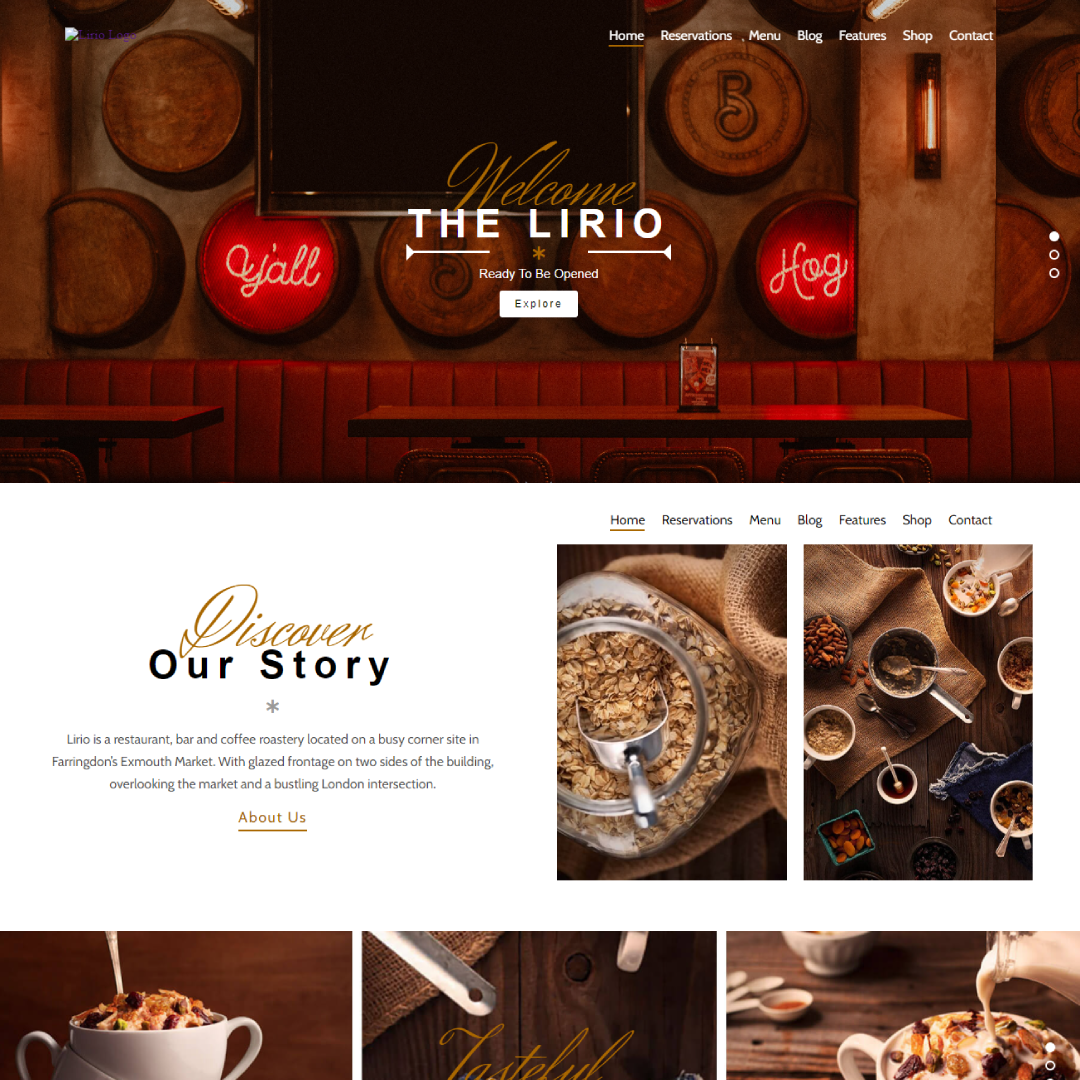 Lirio Logo
Home Reservations Menu Blog Features Shop Contact
B
Welcome
THE LIRIO
Y'all
Hog
Ready To Be Opened
Explore
Home Reservations Menu Blog Features Shop Contact
Discover
Our Story
Lirio is a restaurant, bar and coffee roastery located on a busy corner site in
Farringdon's Exmouth Market. With glazed frontage on two sides of the building,
overlooking the market and a bustling London intersection.
About Us
Tasteful